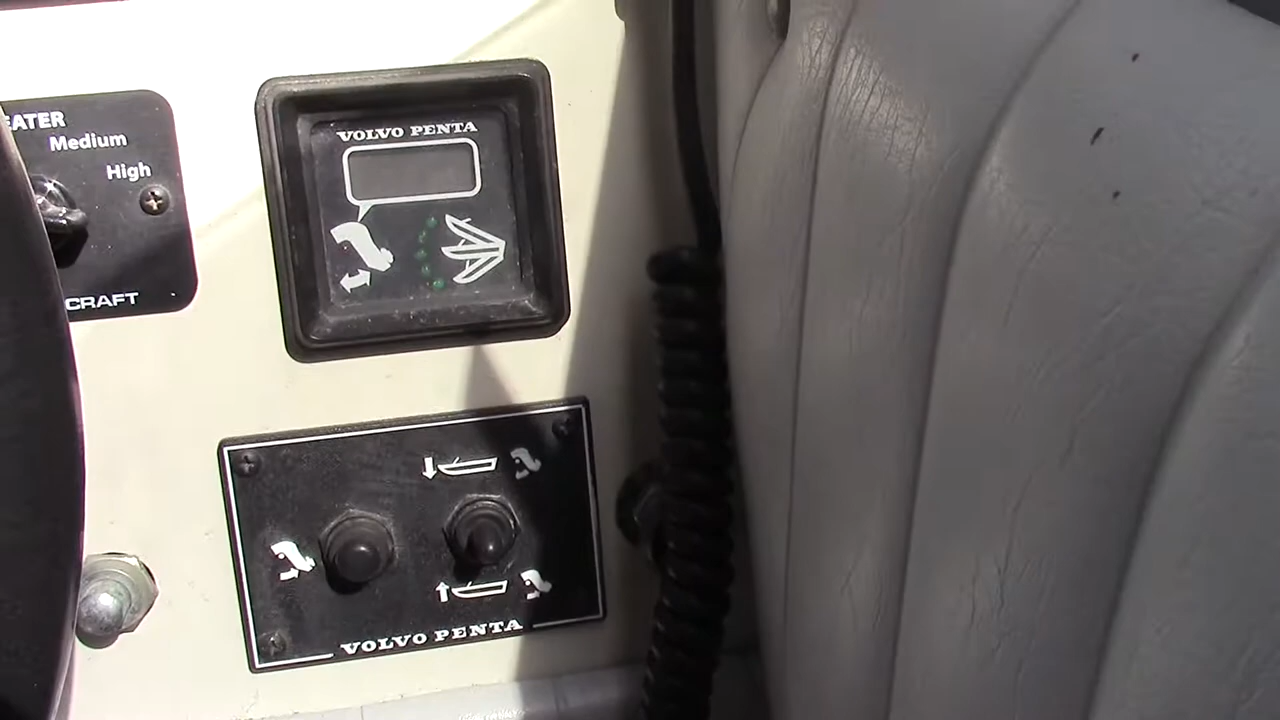 EATER
Medium
High
CRAFT
VOLVO PENTA
VOLVO PENTA